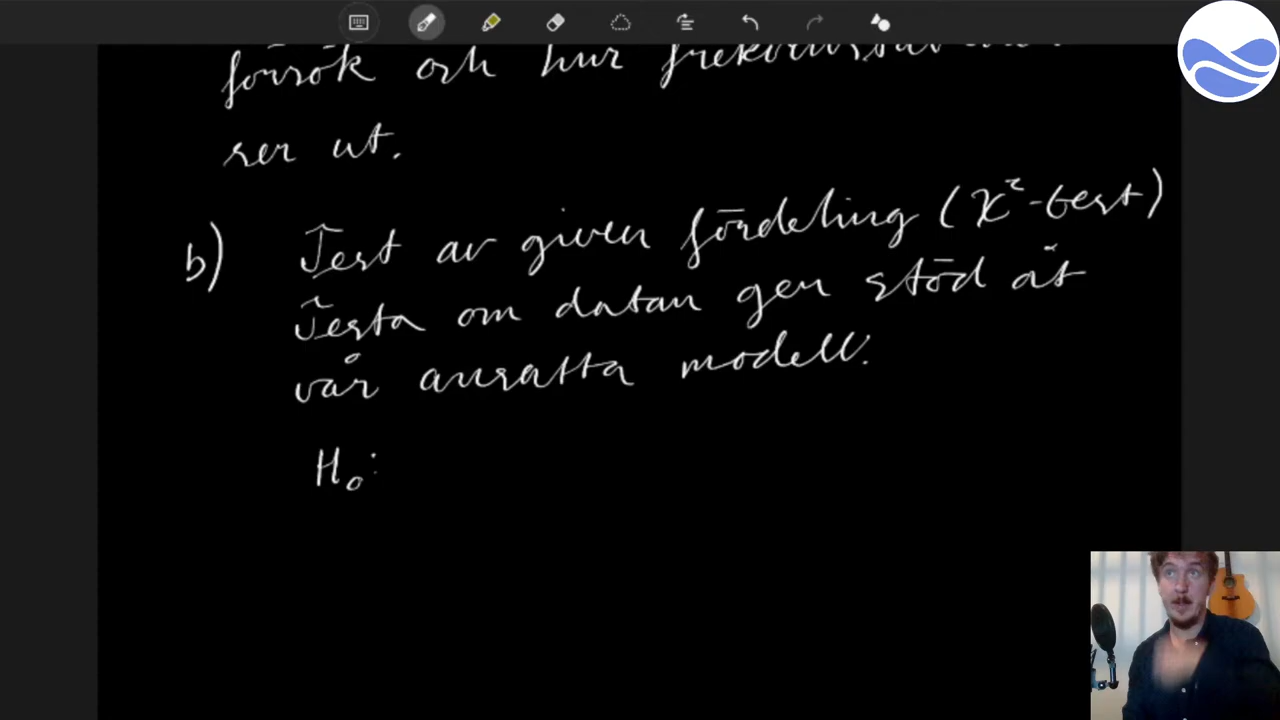 försök och hur
ser ut.
b) Test av given fördelning (χ²-test)
Testa om datan ger stöd åt
vår ansatta modell.
H₀: